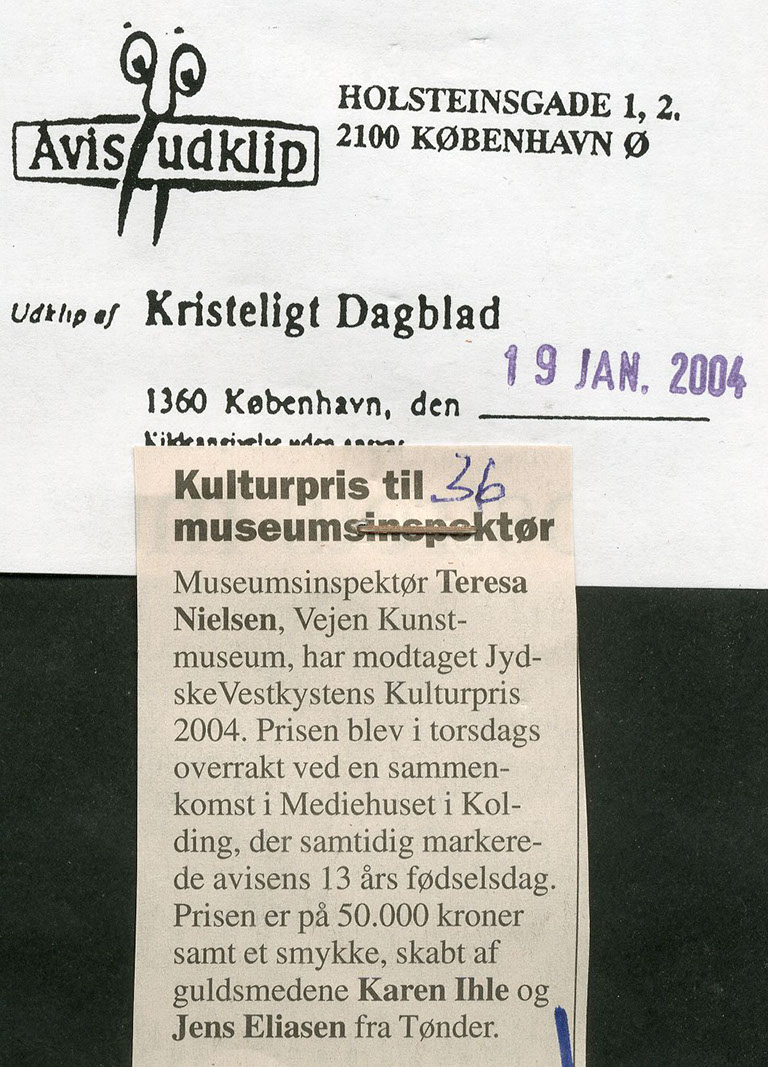 Avis udklip
HOLSTEINSGADE 1, 2.
2100 KØBENHAVN Ø
Udklip af Kristeligt Dagblad
19 JAN. 2004
1360 København, den
Kulturpris til 36
museumsinspektør
Museumsinspektør Teresa
Nielsen, Vejen Kunst-
museum, har modtaget Jyd-
skeVestkystens Kulturpris
2004. Prisen blev i torsdags
overrakt ved en sammen-
komst i Mediehuset i Kol-
ding, der samtidig markere-
de avisens 13 års fødselsdag.
Prisen er på 50.000 kroner
samt et smykke, skabt af
guldsmedene Karen Ihle og
Jens Eliasen fra Tønder.